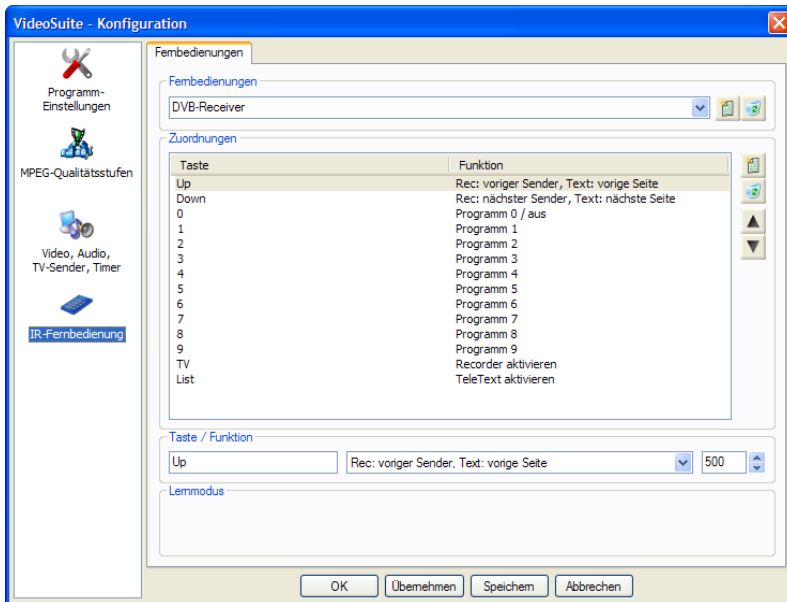 VideoSuite - Konfiguration
Programm-
Einstellungen
MPEG-Qualitätsstufen
Video, Audio,
TV-Sender, Timer
IR-Fernbedienung
Fernbedienungen
Fernbedienungen
DVB-Receiver
Zuordnungen
Taste Funktion
Up Rec: voriger Sender, Text: vorige Seite
Down Rec: nächster Sender, Text: nächste Seite
0 Programm 0 / aus
1 Programm 1
2 Programm 2
3 Programm 3
4 Programm 4
5 Programm 5
6 Programm 6
7 Programm 7
8 Programm 8
9 Programm 9
TV Recorder aktivieren
List TeleText aktivieren
Taste / Funktion
Up Rec: voriger Sender, Text: vorige Seite 500
Lernmodus
OK Übernehmen Speichern Abbrechen